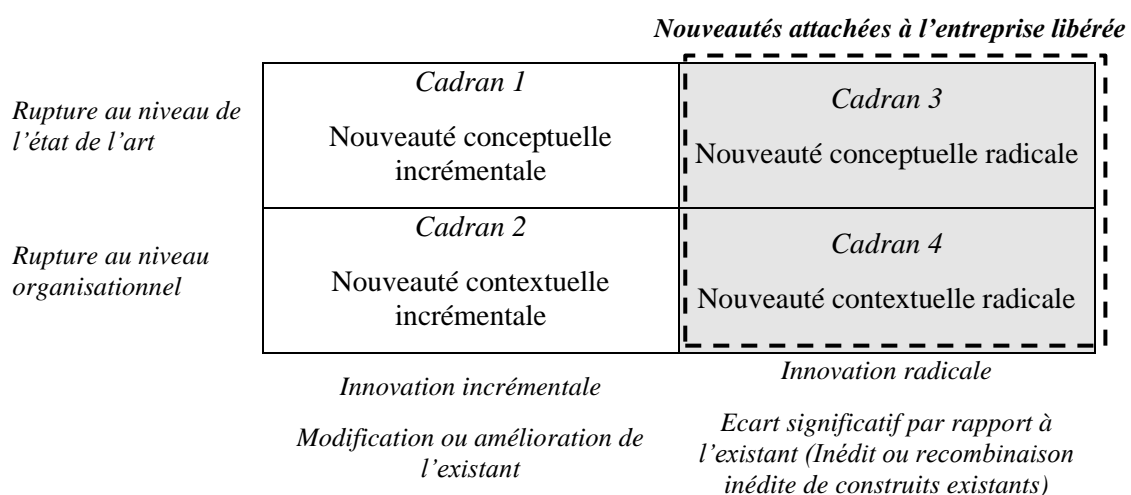 Nouveautés attachées à l’entreprise libérée
Rupture au niveau de
l’état de l’art
Cadran 1
Nouveauté conceptuelle
incrémentale
Cadran 3
Nouveauté conceptuelle radicale
Rupture au niveau
organisationnel
Cadran 2
Nouveauté contextuelle
incrémentale
Cadran 4
Nouveauté contextuelle radicale
Innovation incrémentale
Modification ou amélioration de
l’existant
Innovation radicale
Ecart significatif par rapport à
l’existant (Inédit ou recombinaison
inédite de construits existants)